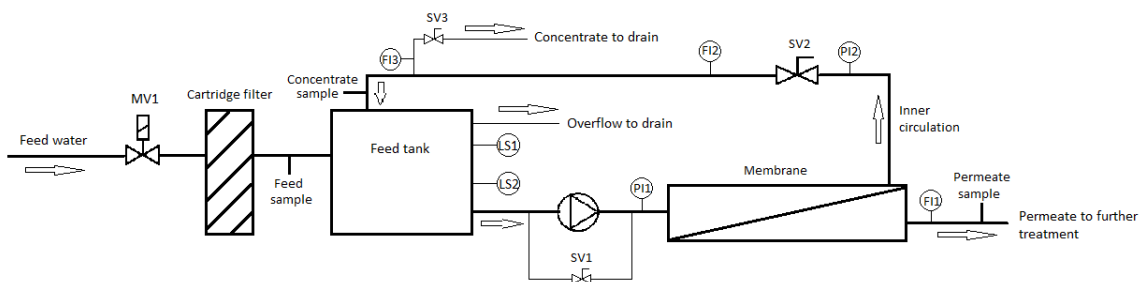 SV3
Concentrate to drain
FI3
FI2
SV2
PI2
Concentrate
sample
MV1
Cartridge filter
Feed water
Feed
sample
Feed tank
Overflow to drain
LS1
LS2
PI1
SV1
Membrane
Inner
circulation
FI1
Permeate
sample
Permeate to further
treatment